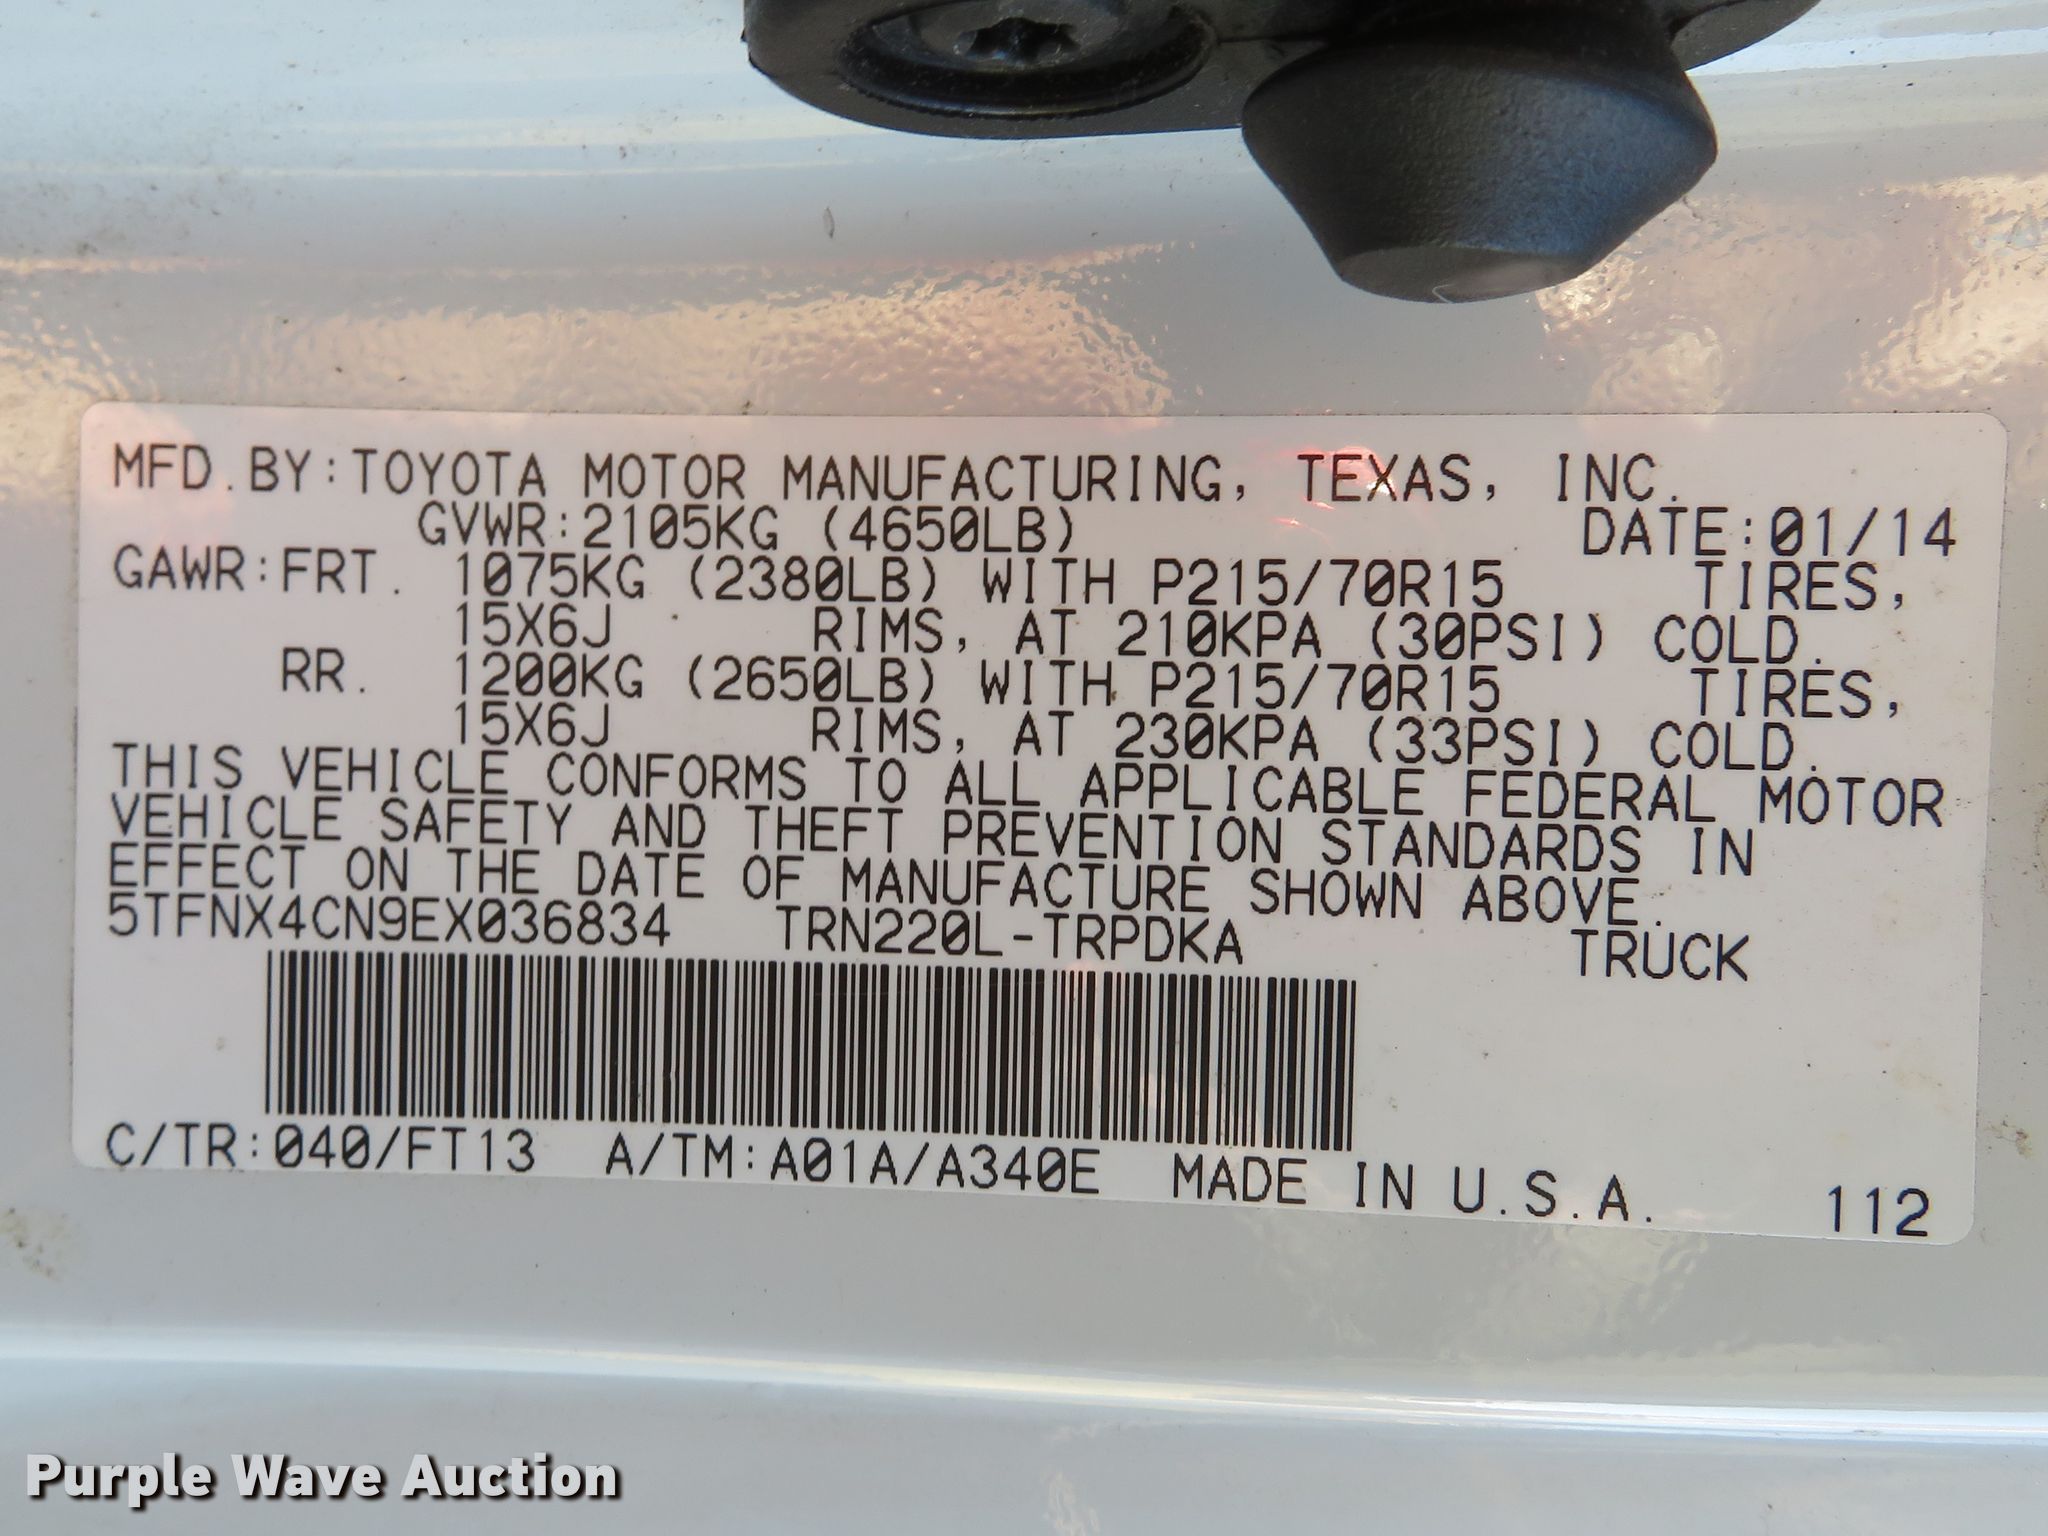 MFD.BY:TOYOTA MOTOR MANUFACTURING, TEXAS, INC.
GVWR:2105KG (4650LB) DATE:01/14
GAWR:FRT. 1075KG (2380LB) WITH P215/70R15 TIRES,
15X6J RIMS, AT 210KPA (30PSI) COLD.
RR. 1200KG (2650LB) WITH P215/70R15 TIRES,
15X6J RIMS, AT 230KPA (33PSI) COLD.
THIS VEHICLE CONFORMS TO ALL APPLICABLE FEDERAL MOTOR
VEHICLE SAFETY AND THEFT PREVENTION STANDARDS IN
EFFECT ON THE DATE OF MANUFACTURE SHOWN ABOVE.
5TFNX4CN9EX036834 TRN220L-TRPDKA TRUCK
C/TR:040/FT13 A/TM:A01A/A340E MADE IN U.S.A. 112
Purple Wave Auction